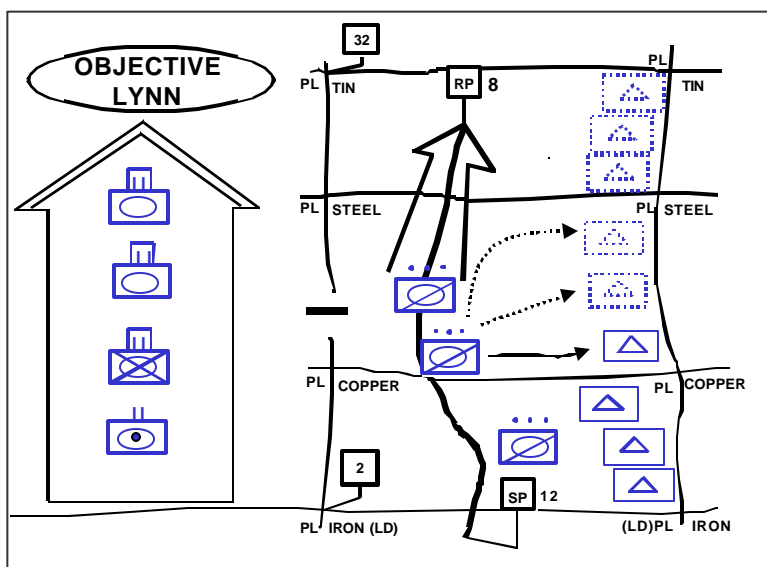 OBJECTIVE
LYNN
32
PL TIN
RP 8
PL
TIN
PL STEEL
PL STEEL
PL COPPER
PL COPPER
2
SP 12
PL IRON (LD)
(LD)PL IRON